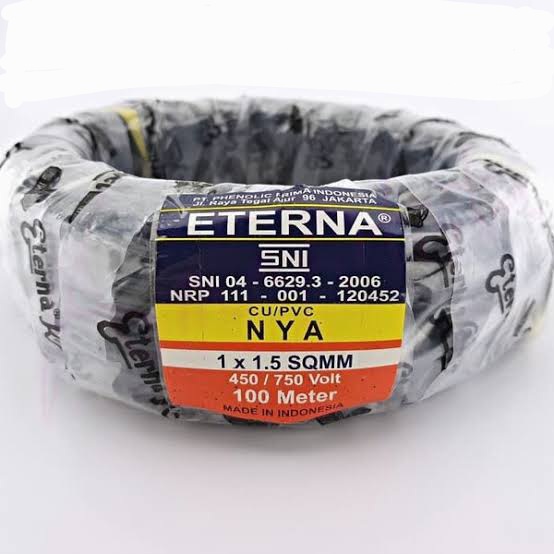 PT. PHENOLIC PRIMA INDONESIA
Jl. Raya Tegal Alur 96 JAKARTA
ETERNA®
SNI
SNI 04 - 6629.3 - 2006
NRP 111 - 001 - 120452
CU/PVC
NYA
1 x 1.5 SQMM
450 / 750 Volt
100 Meter
MADE IN INDONESIA
Eterna
Eterna
Eterna
Eterna